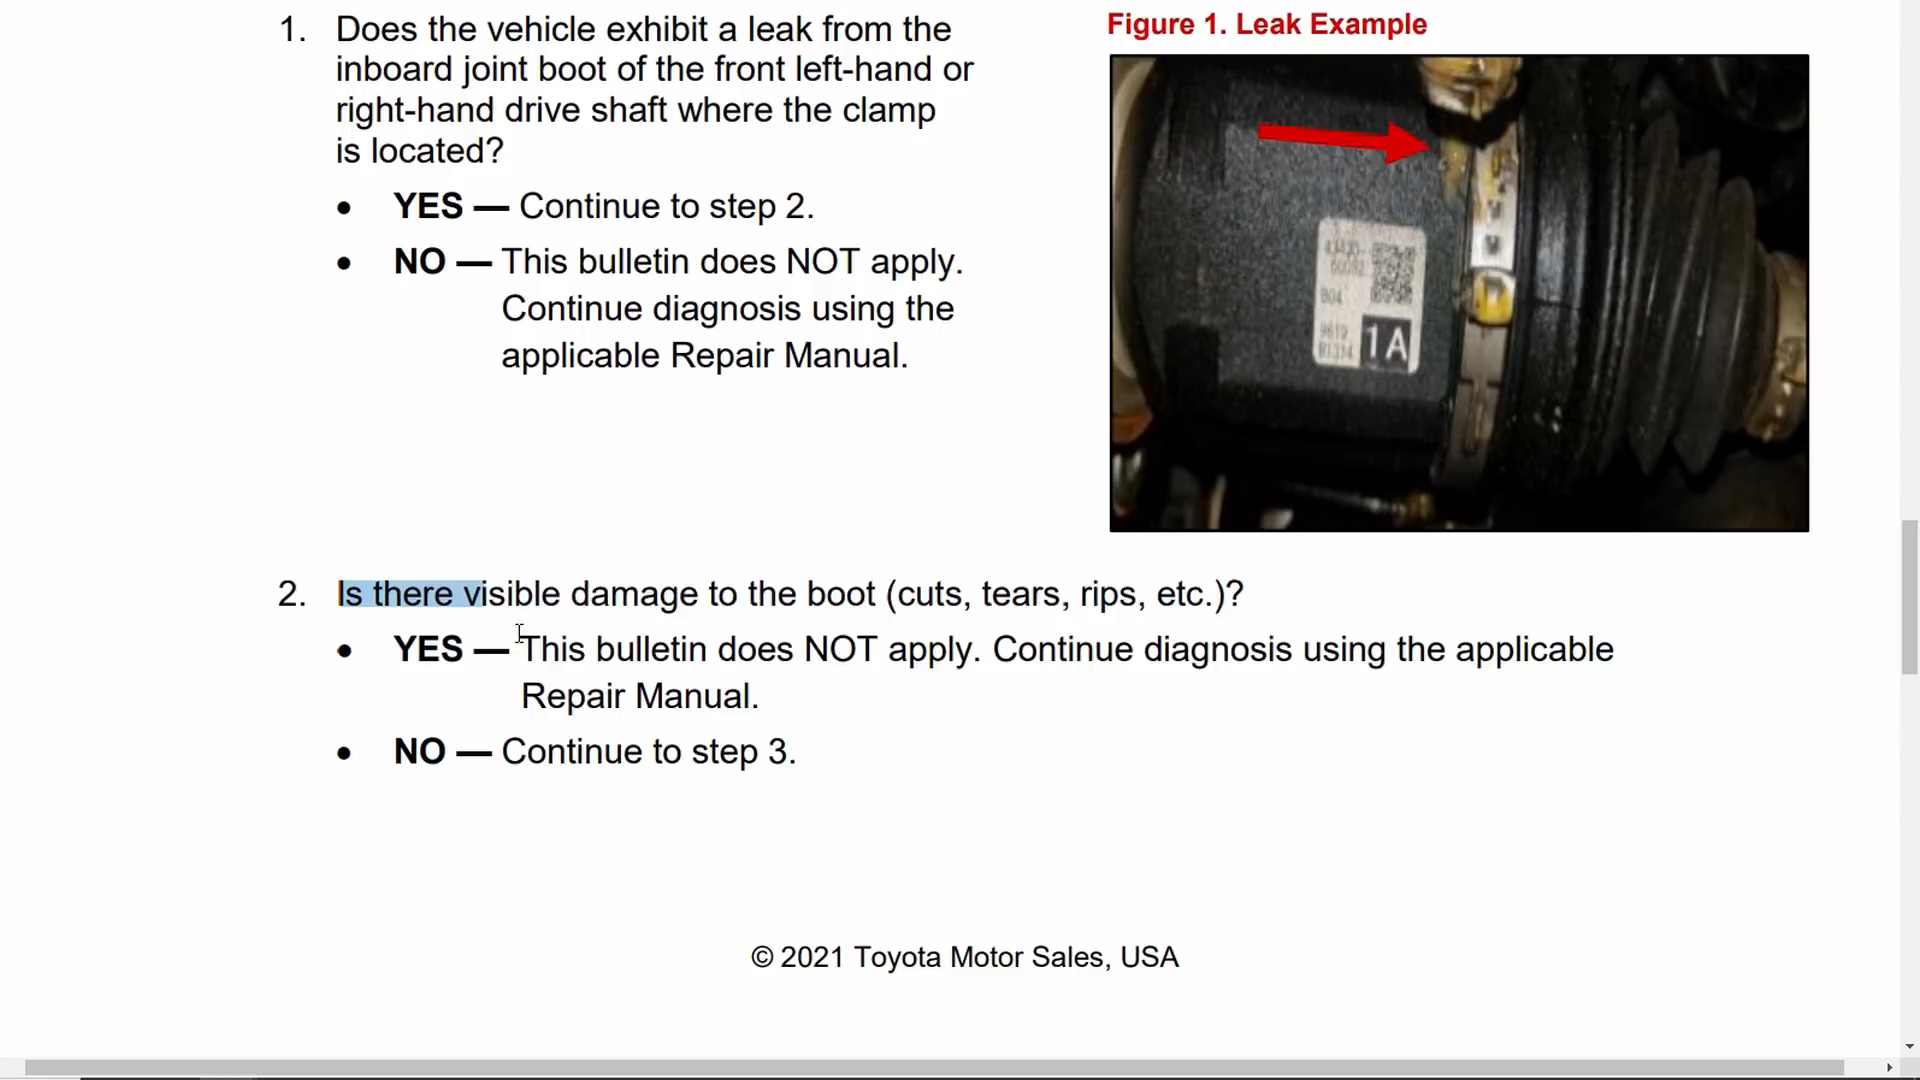 1. Does the vehicle exhibit a leak from the
inboard joint boot of the front left-hand or
right-hand drive shaft where the clamp
is located?
• YES — Continue to step 2.
• NO — This bulletin does NOT apply.
Continue diagnosis using the
applicable Repair Manual.
Figure 1. Leak Example
1A
2. Is there visible damage to the boot (cuts, tears, rips, etc.)?
• YES — This bulletin does NOT apply. Continue diagnosis using the applicable
Repair Manual.
• NO — Continue to step 3.
© 2021 Toyota Motor Sales, USA